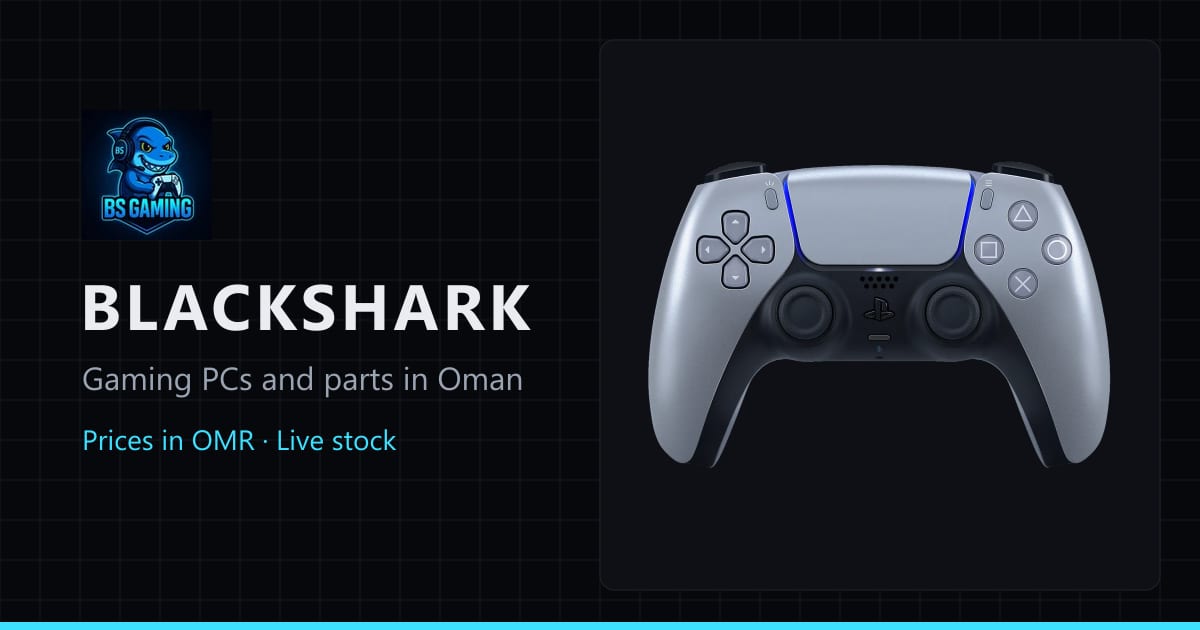 BS
BS GAMING
BLACKSHARK
Gaming PCs and parts in Oman
Prices in OMR · Live stock